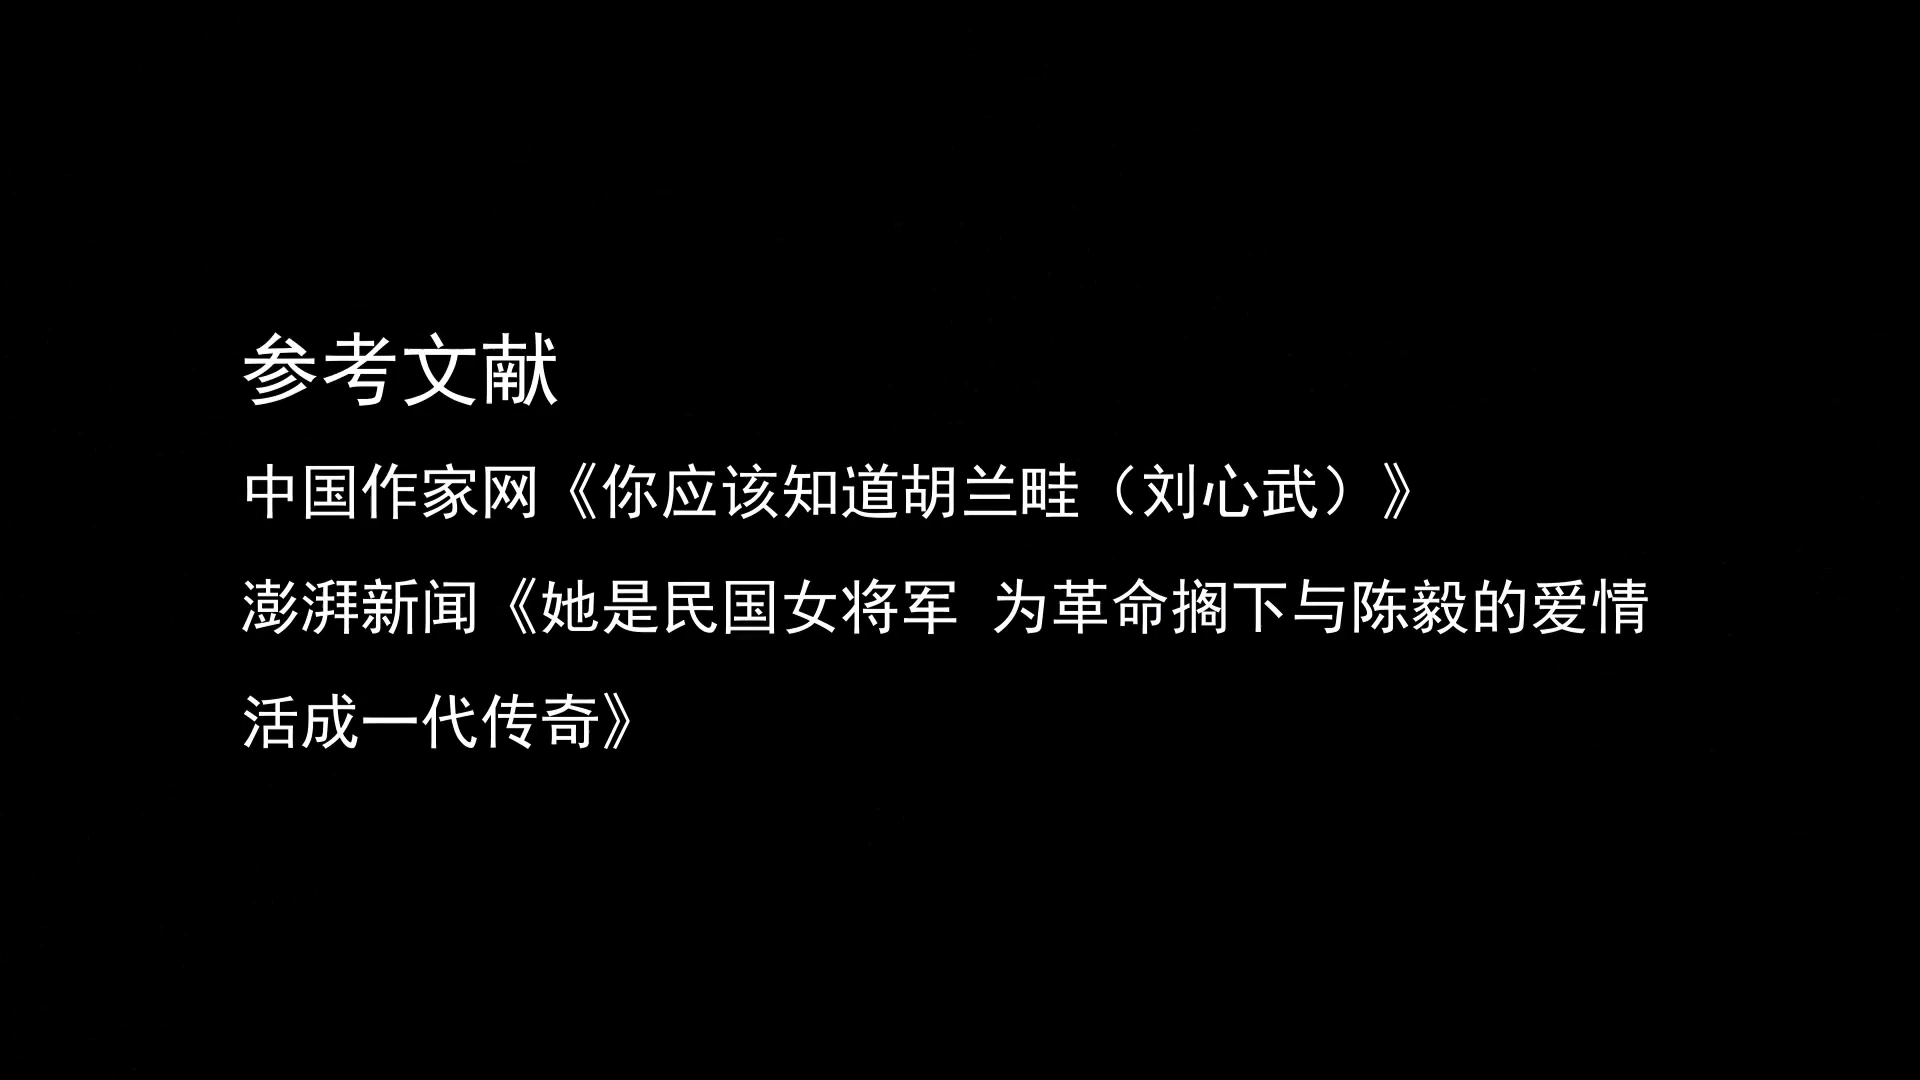 参考文献
中国作家网《你应该知道胡兰畦（刘心武）》
澎湃新闻《她是民国女将军 为革命搁下与陈毅的爱情
活成一代传奇》